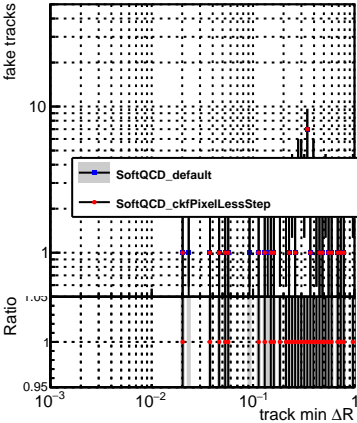 fake tracks
10
SoftQCD_default
SoftQCD_ckfPixelLessStep
1
1.05
Ratio
1
0.95
10⁻³ 10⁻² 10⁻¹ 1
track min ΔR